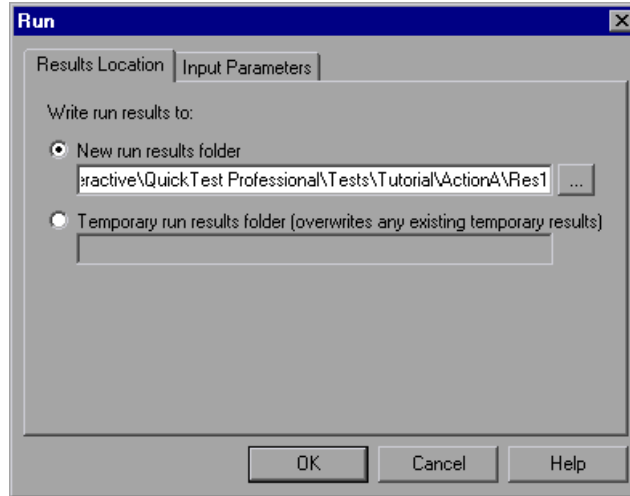 Run
Results Location Input Parameters
Write run results to:
New run results folder
eractive\QuickTest Professional\Tests\Tutorial\ActionA\Res1 ...
Temporary run results folder (overwrites any existing temporary results)
OK Cancel Help